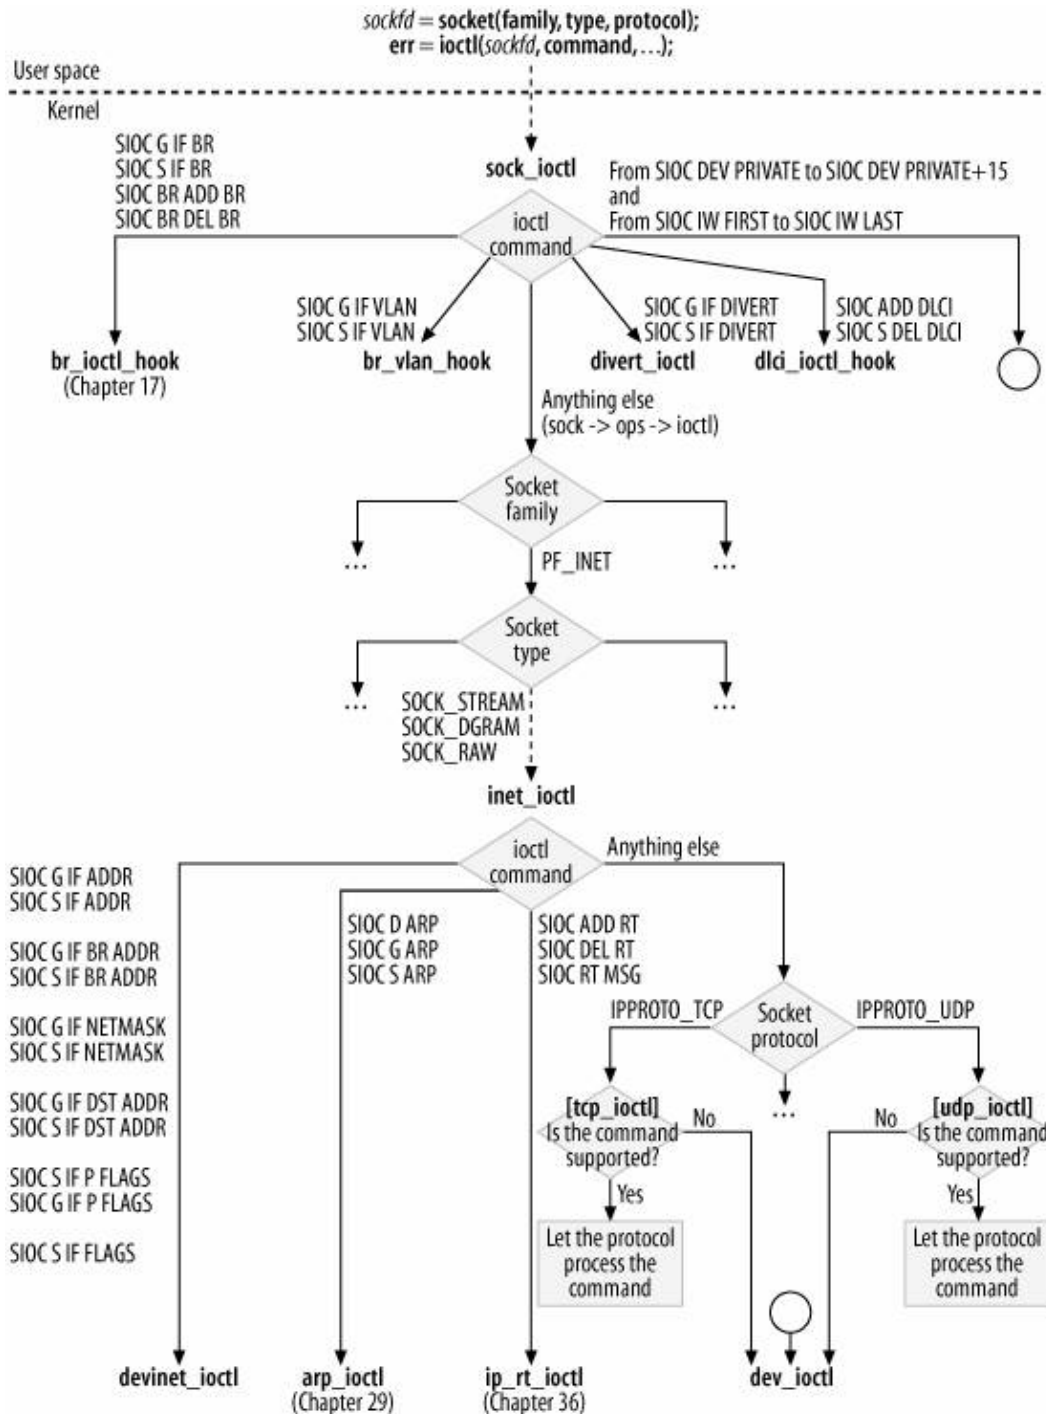 sockfd = socket(family, type, protocol);
err = ioctl(sockfd, command, ...);
User space
Kernel
SIOC G IF BR
SIOC S IF BR
SIOC BR ADD BR
SIOC BR DEL BR
sock_ioctl
From SIOC DEV PRIVATE to SIOC DEV PRIVATE+15
and
From SIOC IW FIRST to SIOC IW LAST
ioctl
command
SIOC G IF VLAN
SIOC S IF VLAN
SIOC G IF DIVERT
SIOC S IF DIVERT
SIOC ADD DLCI
SIOC S DEL DLCI
br_ioctl_hook
(Chapter 17)
br_vlan_hook
divert_ioctl
dlci_ioctl_hook
Anything else
(sock -> ops -> ioctl)
Socket
family
...
...
PF_INET
Socket
type
...
...
SOCK_STREAM
SOCK_DGRAM
SOCK_RAW
inet_ioctl
ioctl
command
Anything else
SIOC G IF ADDR
SIOC S IF ADDR
SIOC G IF BR ADDR
SIOC S IF BR ADDR
SIOC G IF NETMASK
SIOC S IF NETMASK
SIOC G IF DST ADDR
SIOC S IF DST ADDR
SIOC S IF P FLAGS
SIOC G IF P FLAGS
SIOC S IF FLAGS
SIOC D ARP
SIOC G ARP
SIOC S ARP
SIOC ADD RT
SIOC DEL RT
SIOC RT MSG
IPPROTO_TCP
Socket
protocol
IPPROTO_UDP
...
[tcp_ioctl]
Is the command
supported?
No
Yes
Let the protocol
process the
command
[udp_ioctl]
Is the command
supported?
No
Yes
Let the protocol
process the
command
devinet_ioctl
arp_ioctl
(Chapter 29)
ip_rt_ioctl
(Chapter 36)
dev_ioctl